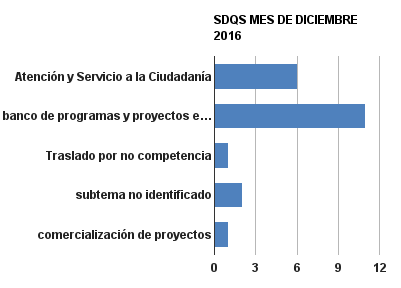 SDQS MES DE DICIEMBRE
2016
Atención y Servicio a la Ciudadanía
banco de programas y proyectos e...
Traslado por no competencia
subtema no identificado
comercialización de proyectos
0 3 6 9 12